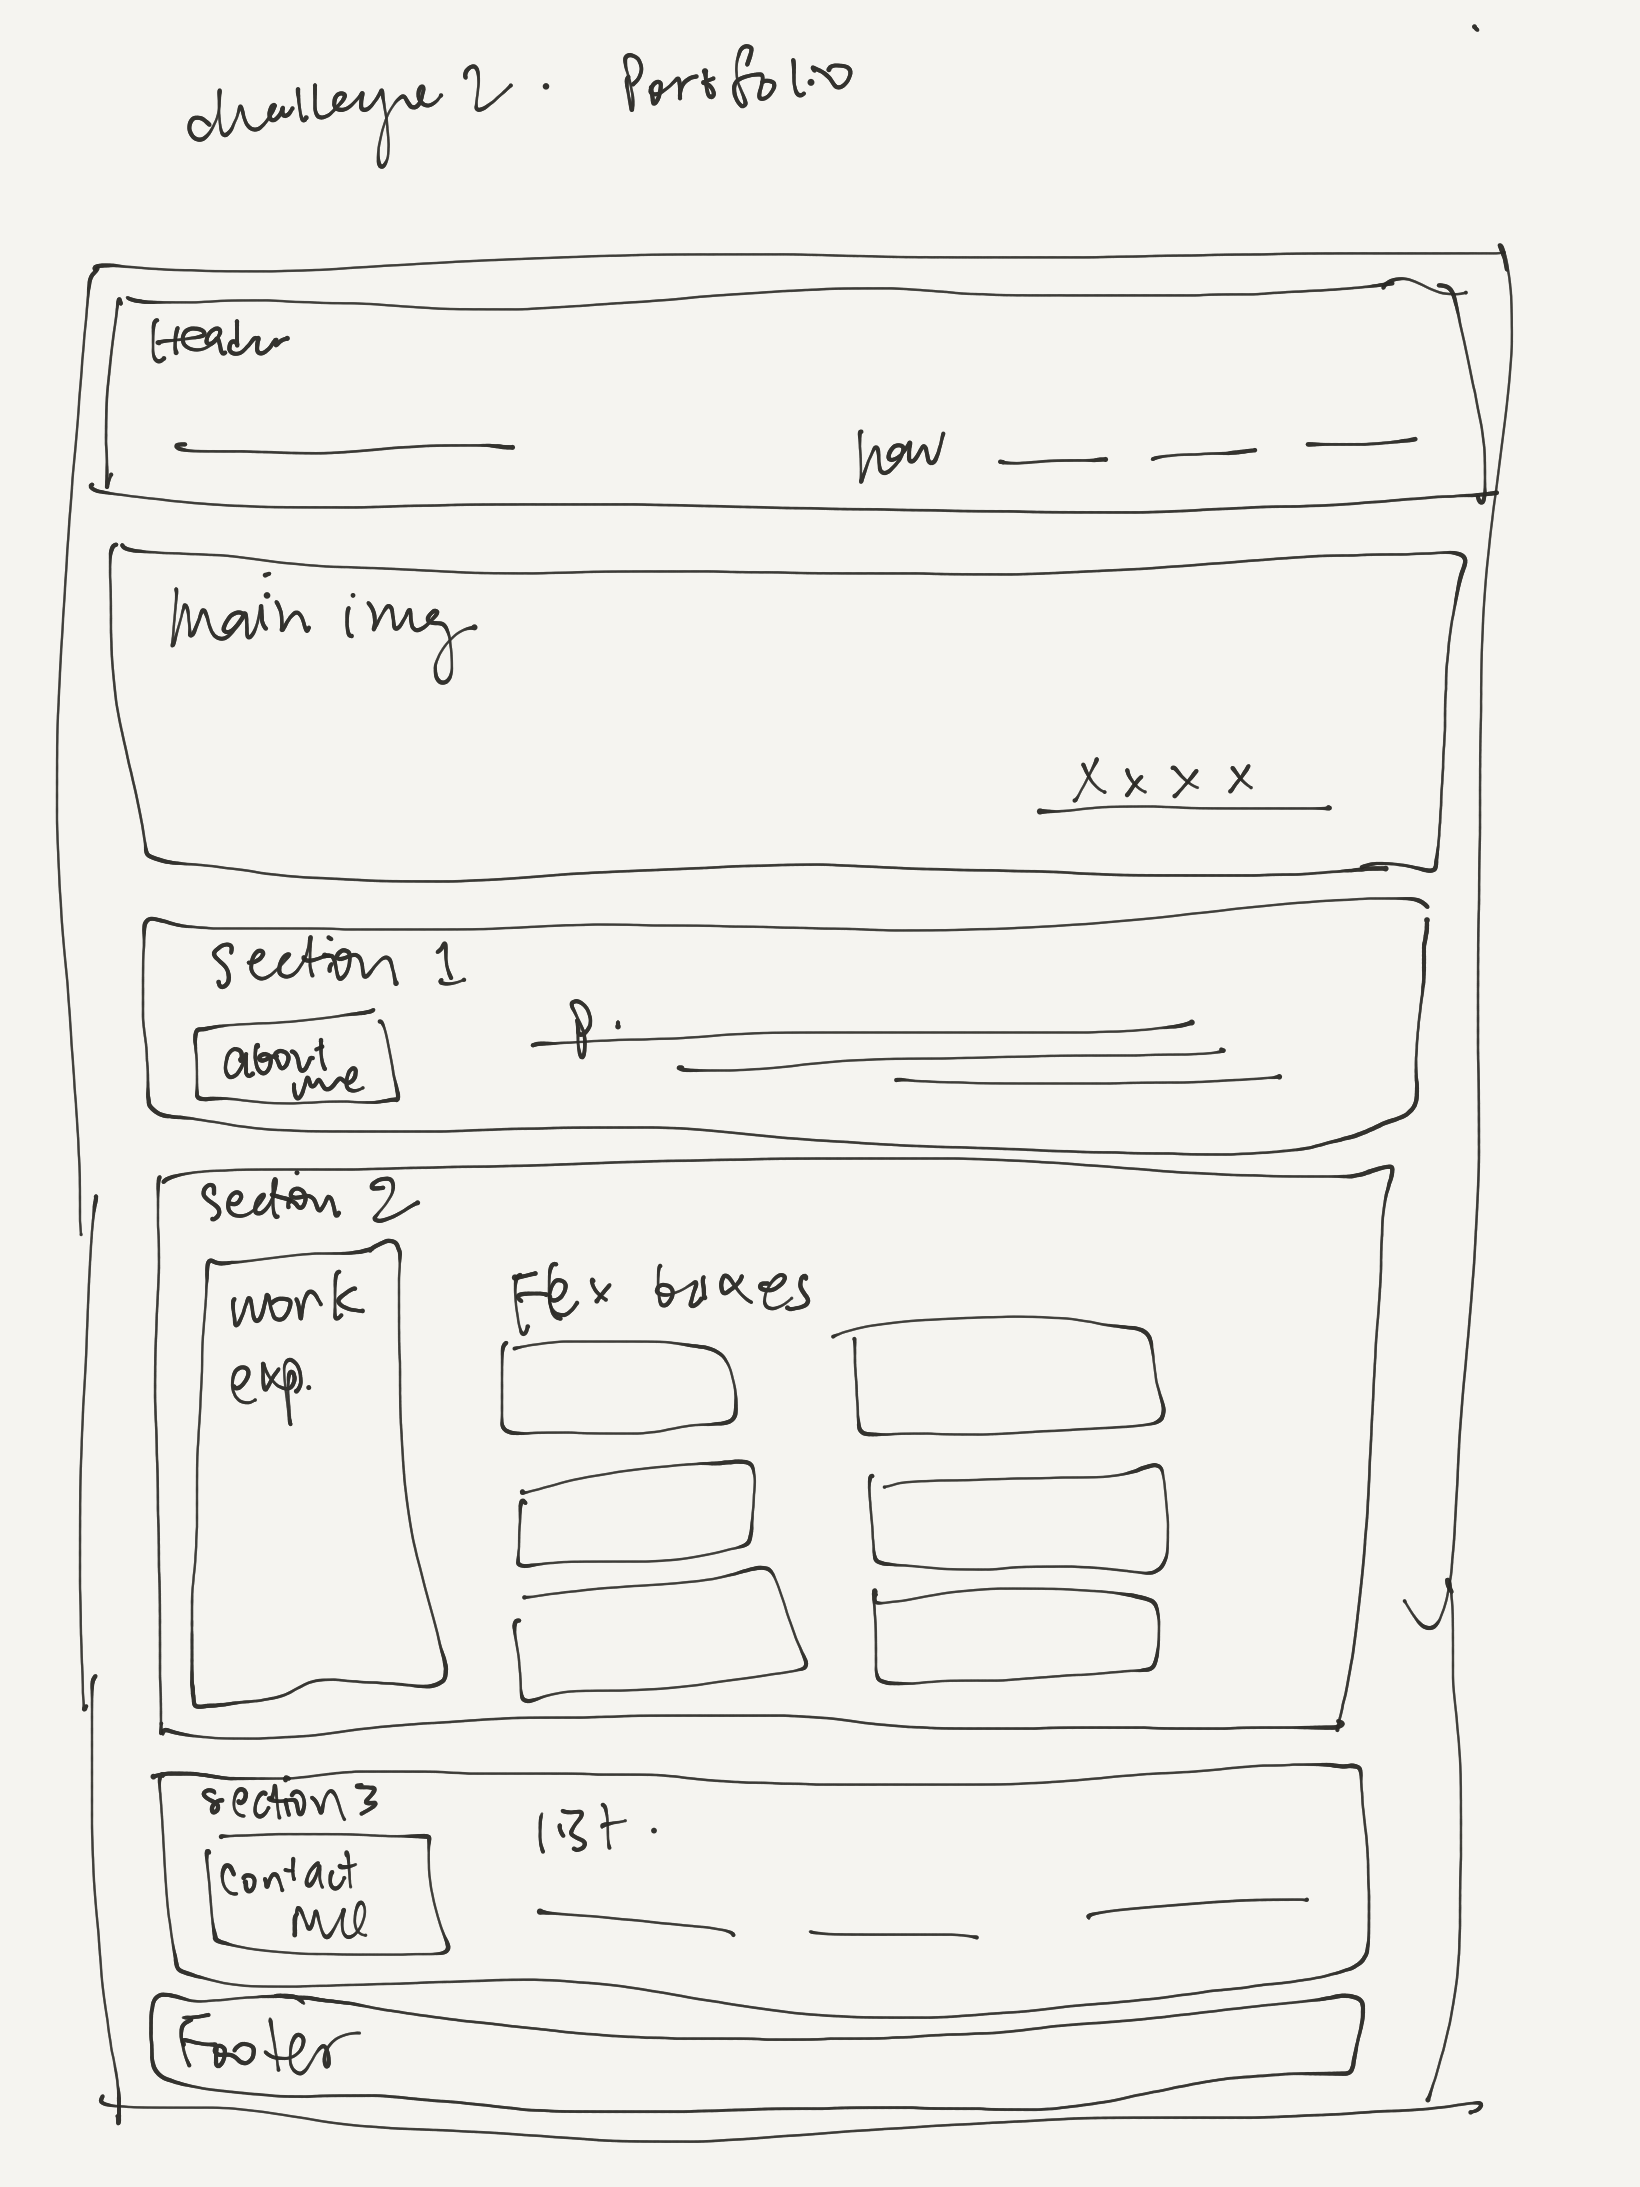 challenge 2. Portfolio
Header
nav
main img
x x x x
section 1
P.
about
me
section 2
work
exp.
Flex boxes
section 3
list.
contact
me
Footer